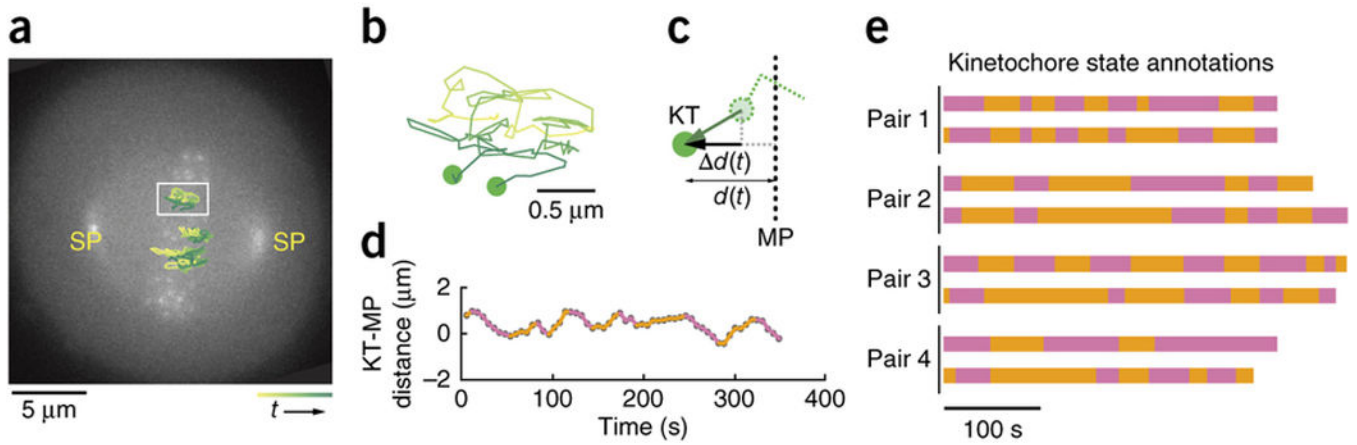 a
SP
SP
5 μm
t
b
0.5 μm
c
KT
Δd(t)
d(t)
MP
d
KT-MP
distance (μm)
2
0
–2
0
100
200
300
400
Time (s)
e
Kinetochore state annotations
Pair 1
Pair 2
Pair 3
Pair 4
100 s